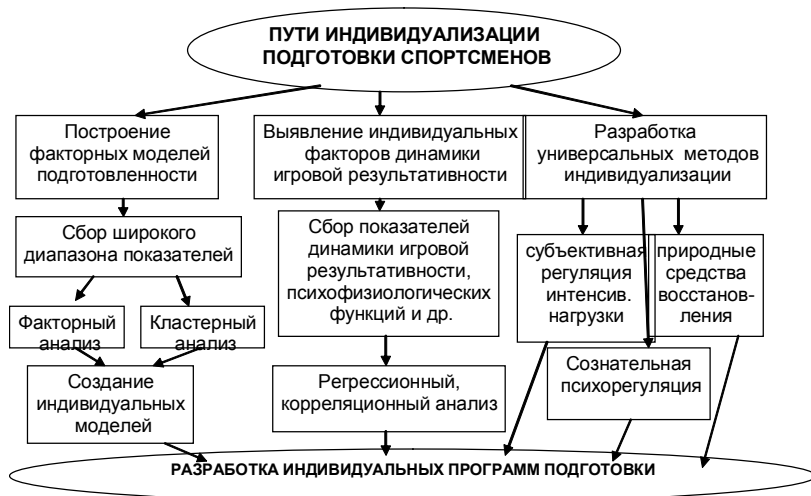 ПУТИ ИНДИВИДУАЛИЗАЦИИ
ПОДГОТОВКИ СПОРТСМЕНОВ
Построение
факторных моделей
подготовленности
Выявление индивидуальных
факторов динамики
игровой результативности
Разработка
универсальных методов
индивидуализации
Сбор широкого
диапазона показателей
Сбор показателей
динамики игровой
результативности,
психофизиологических
функций и др.
субъективная
регуляция
интенсив.
нагрузки
природные
средства
восстанов-
ления
Факторный
анализ
Кластерный
анализ
Сознательная
психорегуляция
Создание
индивидуальных
моделей
Регрессионный,
корреляционный анализ
РАЗРАБОТКА ИНДИВИДУАЛЬНЫХ ПРОГРАММ ПОДГОТОВКИ